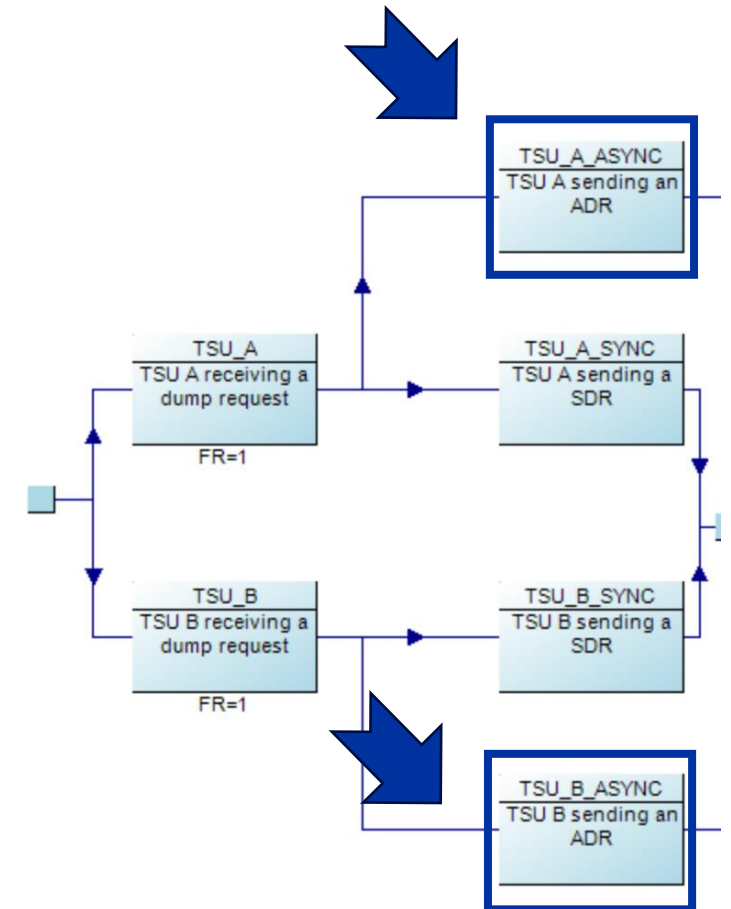 TSU_A_ASYNC
TSU A sending an
ADR
TSU_A
TSU A receiving a
dump request
FR=1
TSU_A_SYNC
TSU A sending a
SDR
TSU_B
TSU B receiving a
dump request
FR=1
TSU_B_SYNC
TSU B sending a
SDR
TSU_B_ASYNC
TSU B sending an
ADR